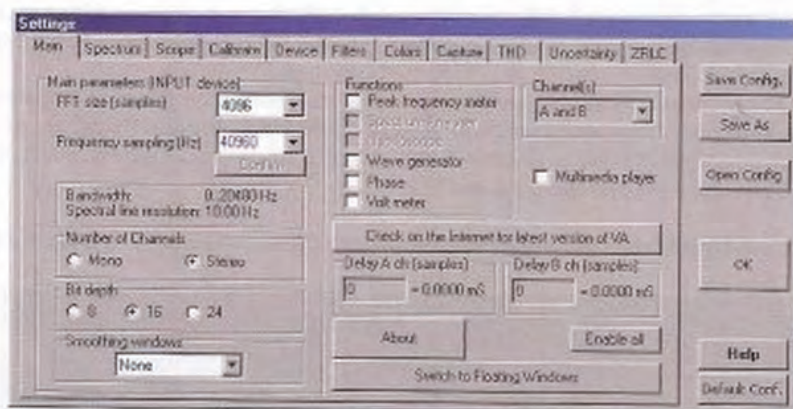 Settings
Main Spectrum Scope Calibrate Device Filters Colors Capture THD Uncertainty ZRLC
Main parameters (INPUT device)
FFT size (samples) 4096
Frequency sampling (Hz) 40960
Confirm
Bandwidth: 0..20480 Hz
Spectral line resolution: 10.00 Hz
Number of Channels
Mono Stereo
Bit depth
8 16 24
Smoothing windows
None
Functions
Peak frequency meter
Wave generator
Phase
Volt meter
Channel(s)
A and B
Multimedia player
Check on the Internet for latest version of VA
Delay A ch (samples)
0 = 0.0000 mS
Delay B ch (samples)
0 = 0.0000 mS
About
Enable all
Switch to Floating Windows
Save Config.
Save As
Open Config
OK
Help
Default Conf.